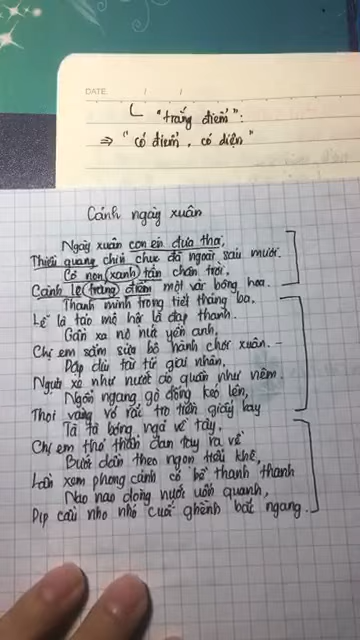 DATE / /
"trắng điểm":
⇒ "cỏ điểm, cỏ diện"
Cảnh ngày xuân
Ngày xuân con én đưa thoi,
Thiều quang chín chục đã ngoài sáu mươi.
Cỏ non (xanh) tận chân trời,
Cành lê (trắng) điểm một vài bông hoa.
Thanh minh trong tiết tháng ba,
Lễ là tảo mộ hội là đạp thanh.
Gần xa nô nức yến anh,
Chị em sắm sửa bộ hành chơi xuân.
Dập dìu tài tử giai nhân,
Ngựa xe như nước áo quần như nêm.
Ngổn ngang gò đống kéo lên,
Thoi vàng vó rắc tro tiền giấy bay
Tà tà bóng ngả về tây,
Chị em thơ thẩn dan tay ra về
Bước dần theo ngọn tiểu khê,
Lần xem phong cảnh có bề thanh thanh
Nao nao dòng nước uốn quanh,
Dịp cầu nho nhỏ cuối ghềnh bắc ngang.